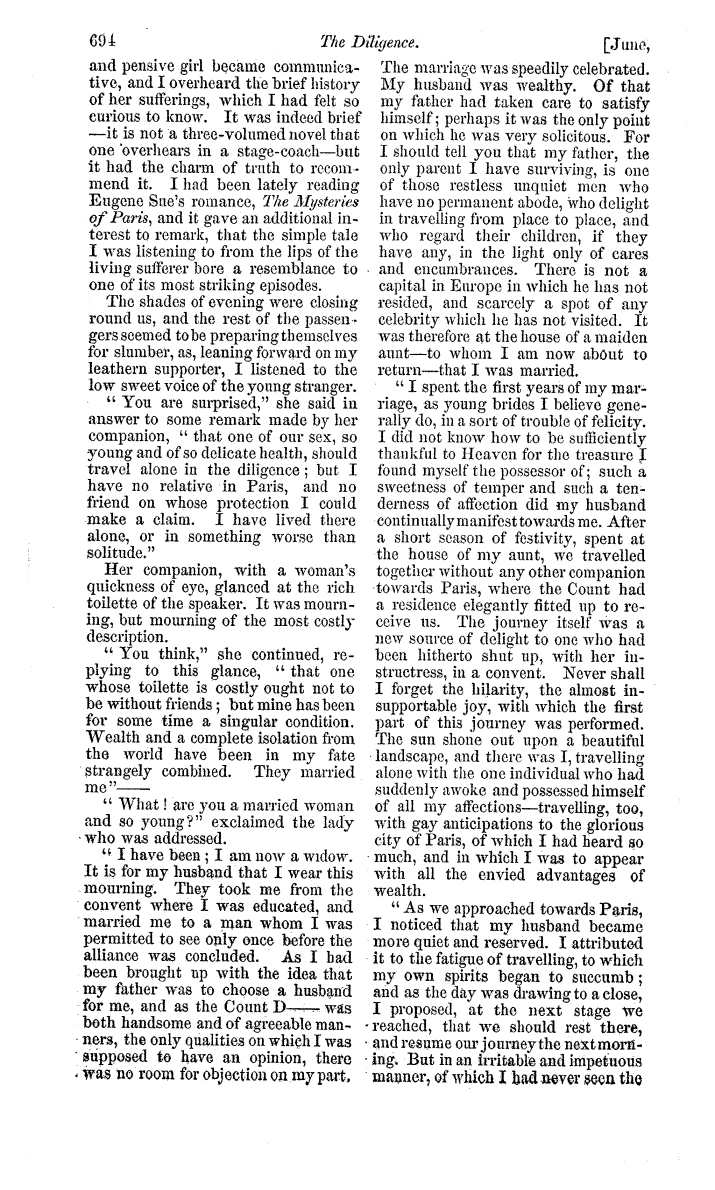 694 The Diligence. [June,
and pensive girl became communica-
tive, and I overheard the brief history
of her sufferings, which I had felt so
curious to know. It was indeed brief
—it is not a three-volumed novel that
one overhears in a stage-coach—but
it had the charm of truth to recom-
mend it. I had been lately reading
Eugene Sue's romance, The Mysteries
of Paris, and it gave an additional in-
terest to remark, that the simple tale
I was listening to from the lips of the
living sufferer bore a resemblance to
one of its most striking episodes.
The shades of evening were closing
round us, and the rest of the passen-
gers seemed to be preparing themselves
for slumber, as, leaning forward on my
leathern supporter, I listened to the
low sweet voice of the young stranger.
" You are surprised," she said in
answer to some remark made by her
companion, " that one of our sex, so
young and of so delicate health, should
travel alone in the diligence ; but I
have no relative in Paris, and no
friend on whose protection I could
make a claim. I have lived there
alone, or in something worse than
solitude."
Her companion, with a woman's
quickness of eye, glanced at the rich
toilette of the speaker. It was mourn-
ing, but mourning of the most costly
description.
" You think," she continued, re-
plying to this glance, " that one
whose toilette is costly ought not to
be without friends ; but mine has been
for some time a singular condition.
Wealth and a complete isolation from
the world have been in my fate
strangely combined. They married
me"——
" What ! are you a married woman
and so young?" exclaimed the lady
who was addressed.
" I have been ; I am now a widow.
It is for my husband that I wear this
mourning. They took me from the
convent where I was educated, and
married me to a man whom I was
permitted to see only once before the
alliance was concluded. As I had
been brought up with the idea that
my father was to choose a husband
for me, and as the Count D—— was
both handsome and of agreeable man-
ners, the only qualities on which I was
supposed to have an opinion, there
was no room for objection on my part.
The marriage was speedily celebrated.
My husband was wealthy. Of that
my father had taken care to satisfy
himself; perhaps it was the only point
on which he was very solicitous. For
I should tell you that my father, the
only parent I have surviving, is one
of those restless unquiet men who
have no permanent abode, who delight
in travelling from place to place, and
who regard their children, if they
have any, in the light only of cares
and encumbrances. There is not a
capital in Europe in which he has not
resided, and scarcely a spot of any
celebrity which he has not visited. It
was therefore at the house of a maiden
aunt—to whom I am now about to
return—that I was married.
" I spent the first years of my mar-
riage, as young brides I believe gene-
rally do, in a sort of trouble of felicity.
I did not know how to be sufficiently
thankful to Heaven for the treasure I
found myself the possessor of; such a
sweetness of temper and such a ten-
derness of affection did my husband
continually manifest towards me. After
a short season of festivity, spent at
the house of my aunt, we travelled
together without any other companion
towards Paris, where the Count had
a residence elegantly fitted up to re-
ceive us. The journey itself was a
new source of delight to one who had
been hitherto shut up, with her in-
structress, in a convent. Never shall
I forget the hilarity, the almost in-
supportable joy, with which the first
part of this journey was performed.
The sun shone out upon a beautiful
landscape, and there was I, travelling
alone with the one individual who had
suddenly awoke and possessed himself
of all my affections—travelling, too,
with gay anticipations to the glorious
city of Paris, of which I had heard so
much, and in which I was to appear
with all the envied advantages of
wealth.
" As we approached towards Paris,
I noticed that my husband became
more quiet and reserved. I attributed
it to the fatigue of travelling, to which
my own spirits began to succumb ;
and as the day was drawing to a close,
I proposed, at the next stage we
reached, that we should rest there,
and resume our journey the next morn-
ing. But in an irritable and impetuous
manner, of which I had never seen the